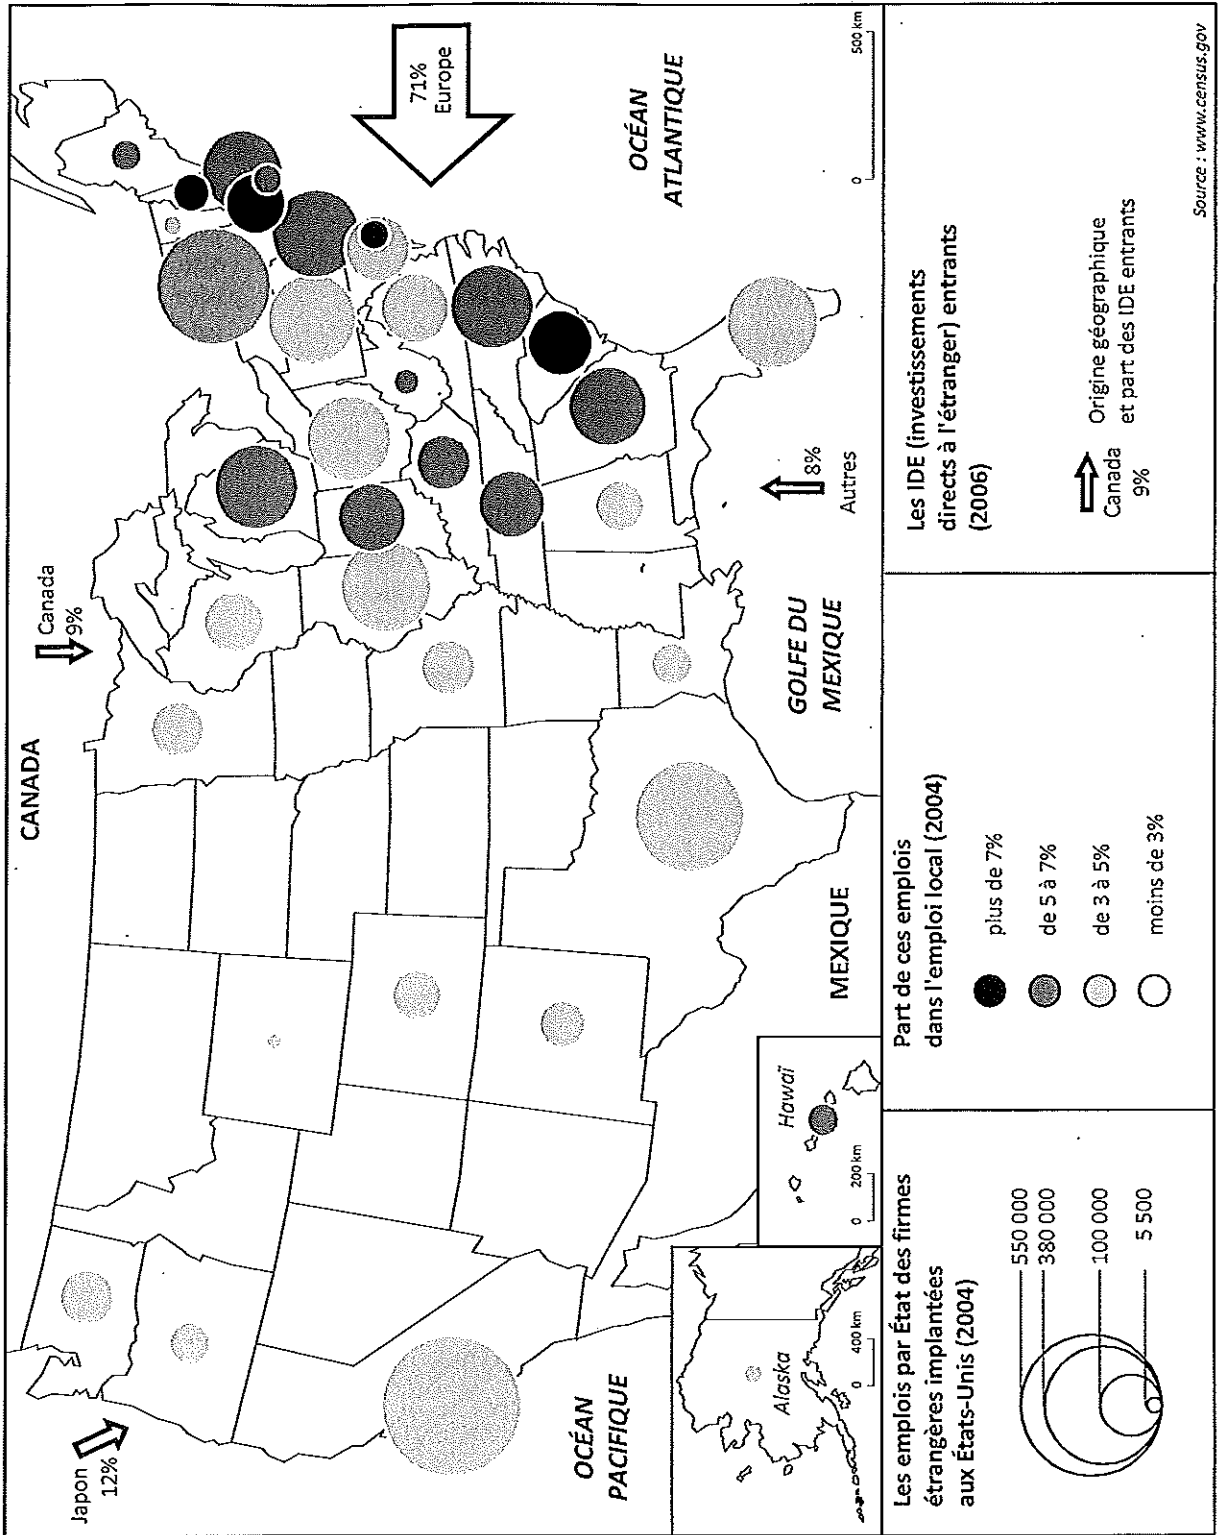 CANADA
Canada
9%
Japon
12%
71%
Europe
OCÉAN
PACIFIQUE
OCÉAN
ATLANTIQUE
GOLFE DU
MEXIQUE
MEXIQUE
8%
Autres
Alaska
0 400 km
Hawaï
0 200 km
0 500 km
Les emplois par État des firmes
étrangères implantées
aux États-Unis (2004)
550 000
380 000
100 000
5 500
Part de ces emplois
dans l'emploi local (2004)
plus de 7%
de 5 à 7%
de 3 à 5%
moins de 3%
Les IDE (investissements
directs à l'étranger) entrants
(2006)
Canada
9%
Origine géographique
et part des IDE entrants
Source : www.census.gov